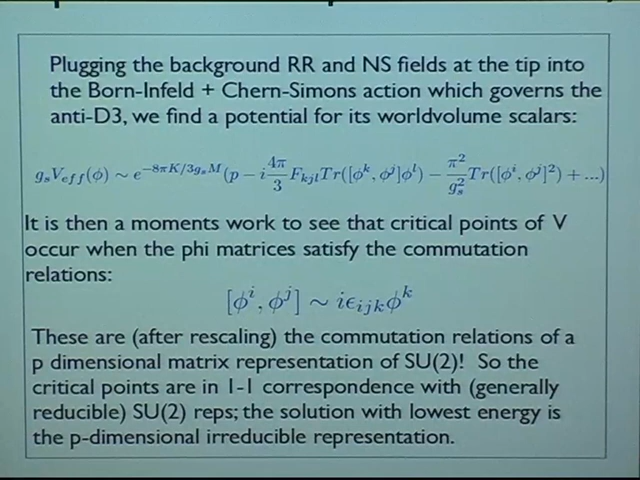 Plugging the background RR and NS fields at the tip into
the Born-Infeld + Chern-Simons action which governs the
anti-D3, we find a potential for its worldvolume scalars:
g_s V_eff(ϕ) ∼ e^{−8πK/3g_s M}(p − i 4π/3 F_{kjl} Tr([ϕ^k, ϕ^j]ϕ^l) − π²/g_s² Tr([ϕ^i, ϕ^j]²) + ...)
It is then a moments work to see that critical points of V
occur when the phi matrices satisfy the commutation
relations:
[ϕ^i, ϕ^j] ∼ iϵ_{ijk}ϕ^k
These are (after rescaling) the commutation relations of a
p dimensional matrix representation of SU(2)! So the
critical points are in 1-1 correspondence with (generally
reducible) SU(2) reps; the solution with lowest energy is
the p-dimensional irreducible representation.